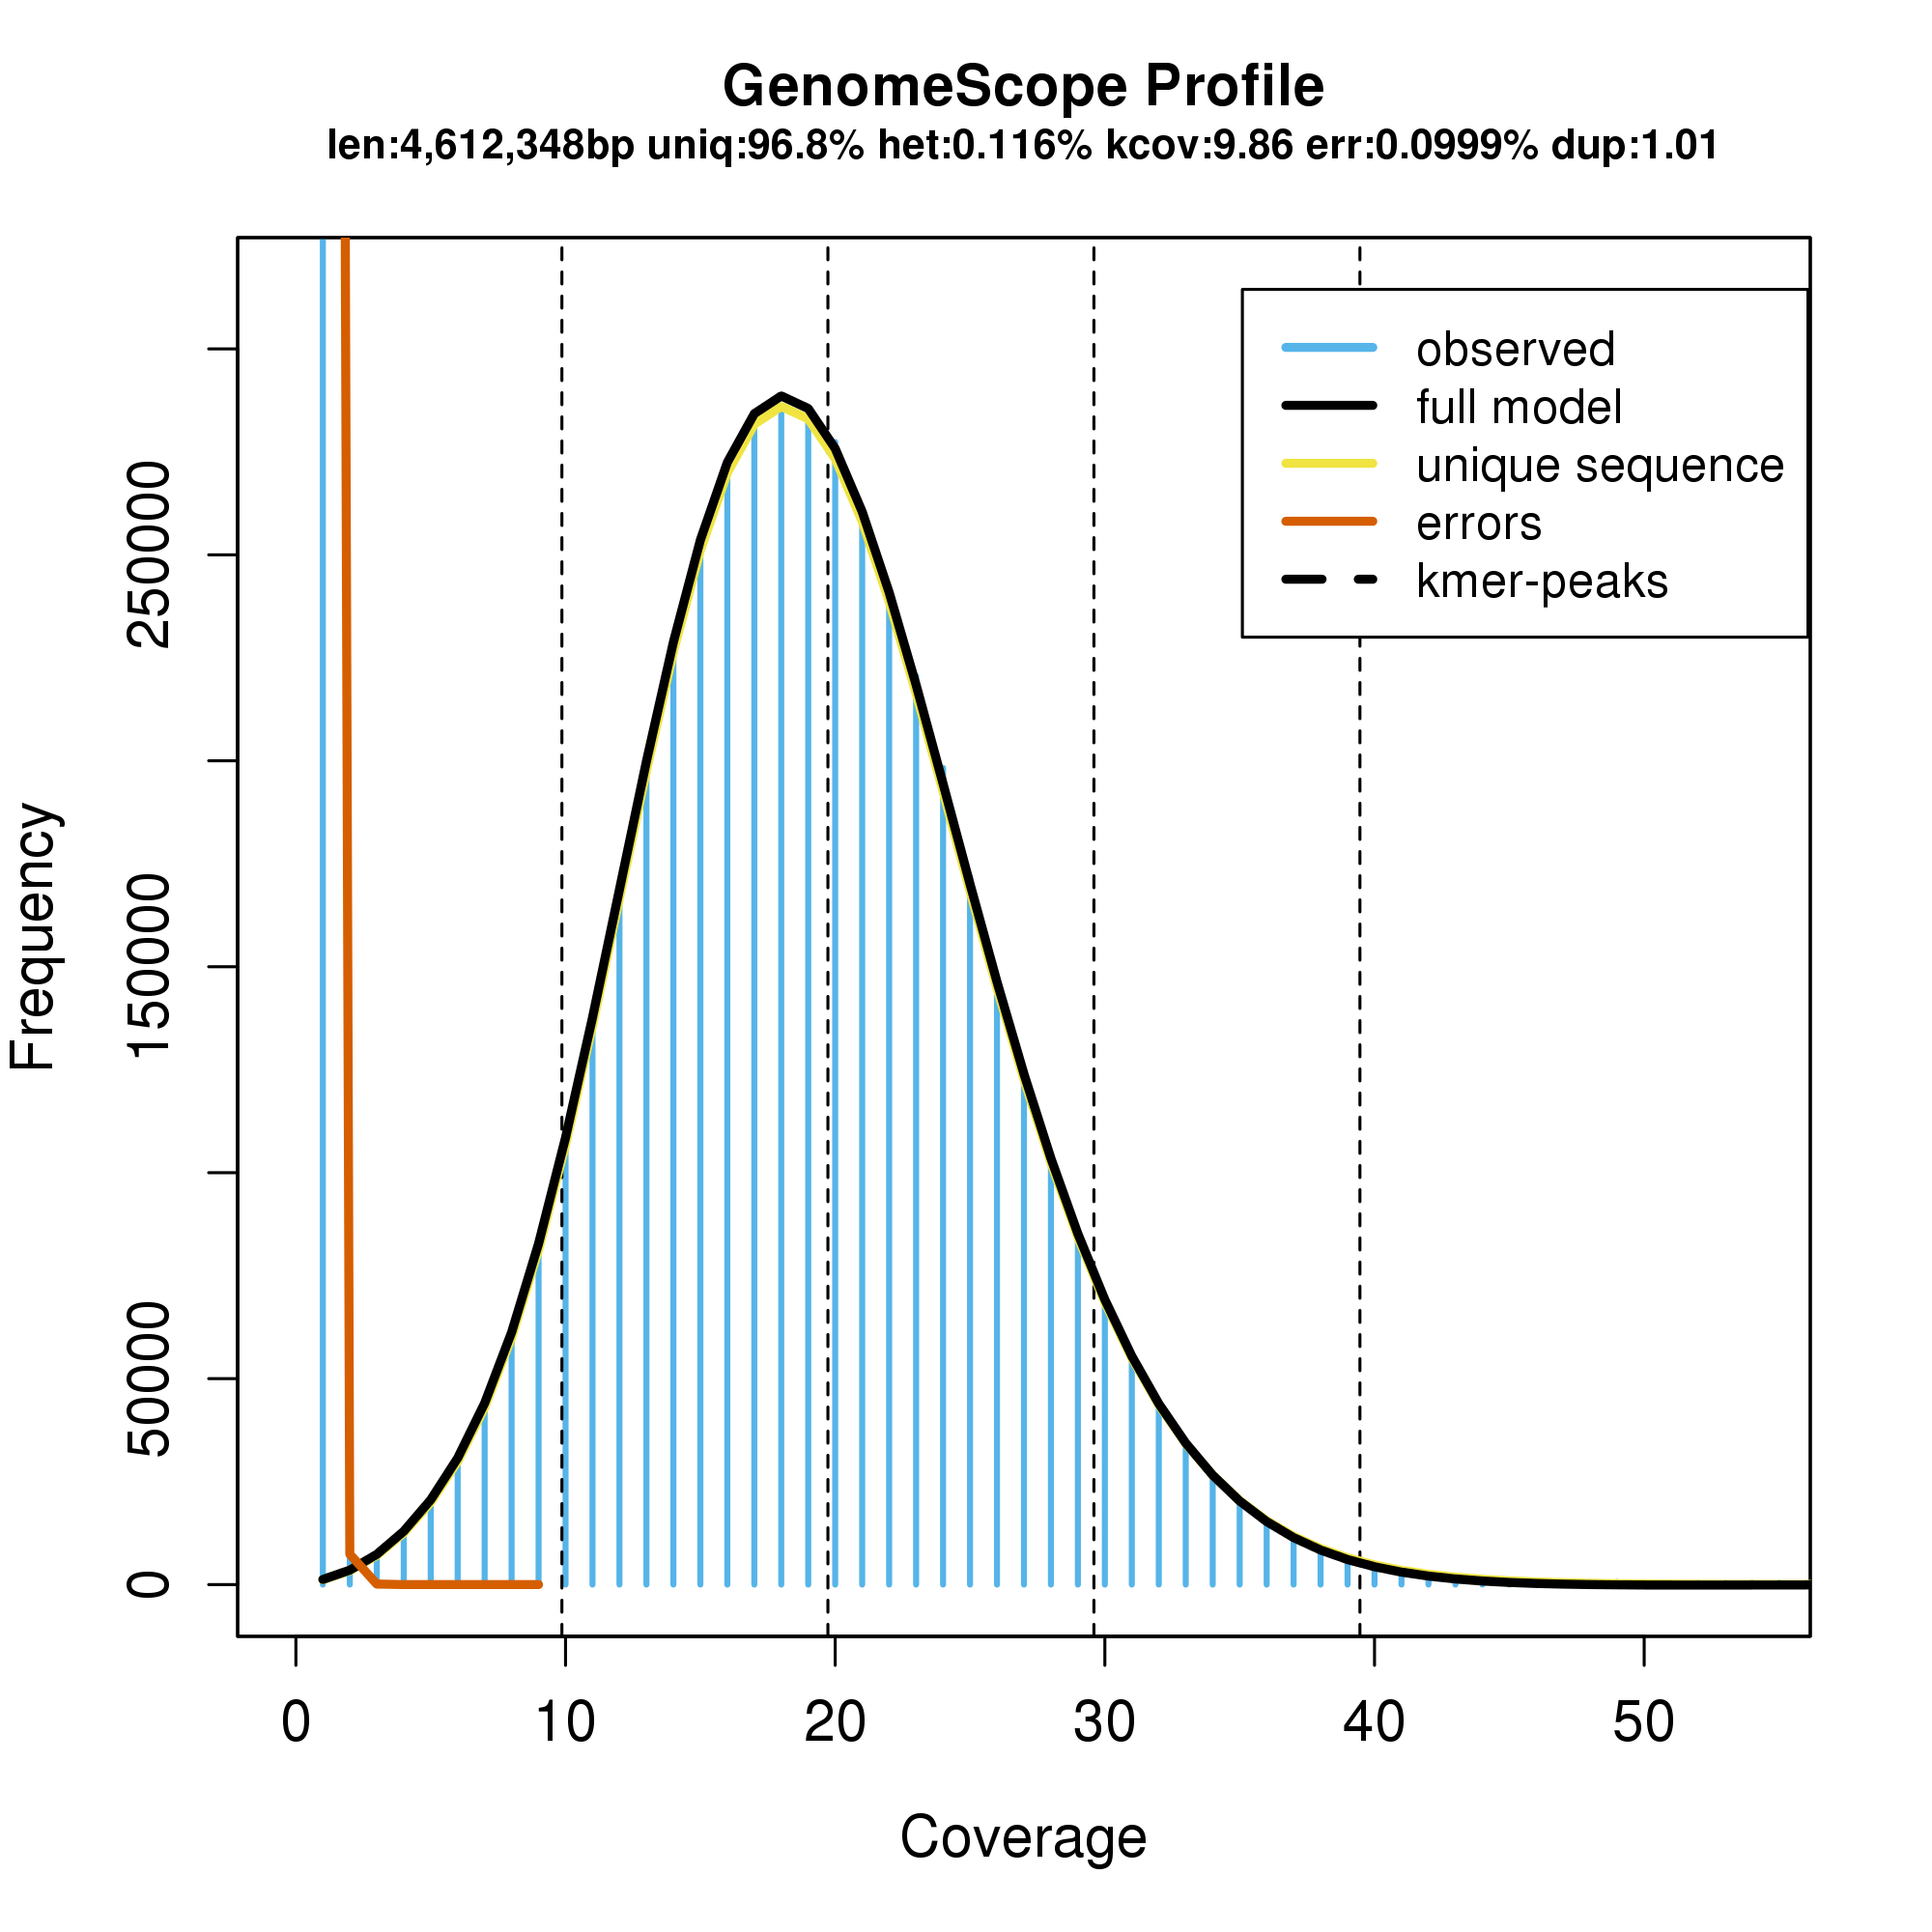 GenomeScope Profile
len:4,612,348bp uniq:96.8% het:0.116% kcov:9.86 err:0.0999% dup:1.01
observed
full model
unique sequence
errors
kmer-peaks
Frequency
250000
150000
50000
0
0 10 20 30 40 50
Coverage